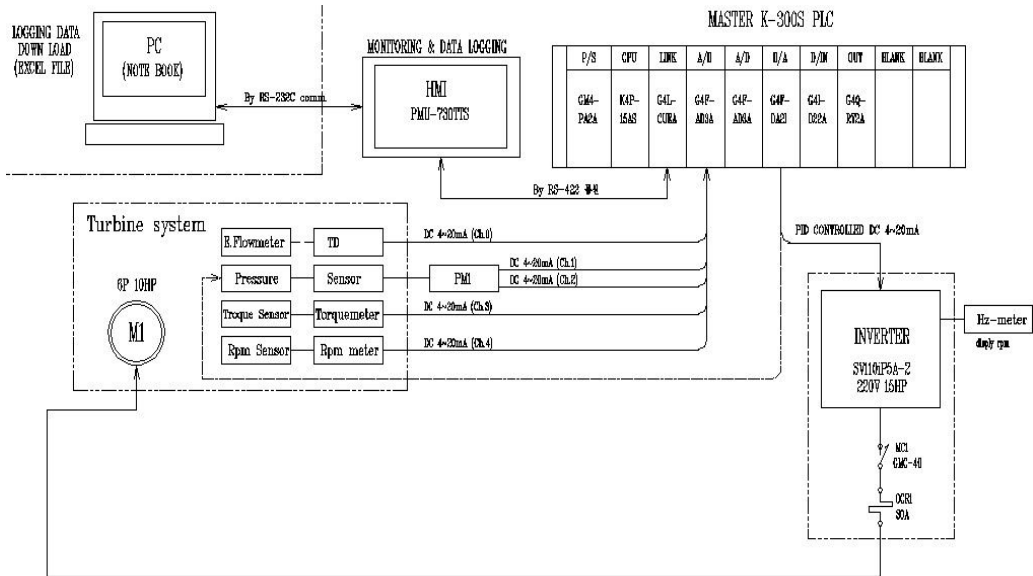 MASTER K-300S PLC
LOGGING DATA
DOWN LOAD
(EXCEL FILE)
PC
(NOTE BOOK)
MONITORING & DATA LOGGING
HMI
PMU-730TTS
By RS-232C comm.
P/S CPU LINK A/D A/D D/A D/IN OUT BLANK BLANK
GM4-
PA2A
K4P-
15AS
G4L-
CUEA
G4F-
AD3A
G4F-
AD3A
G4F-
DA2I
G4I-
D22A
G4Q-
RY2A
By RS-422 통신
Turbine system
6P 10HP
M1
E.Flowmeter
TD
DC 4~20mA (Ch.0)
Pressure
Sensor
PM1
DC 4~20mA (Ch.1)
DC 4~20mA (Ch.2)
Troque Sensor
Torquemeter
DC 4~20mA (Ch.3)
Rpm Sensor
Rpm meter
DC 4~20mA (Ch.4)
PID CONTROLLED DC 4~20mA
INVERTER
SV110iP5A-2
220V 15HP
Hz-meter
disply rpm
MC1
GMC-40
OCR1
50A